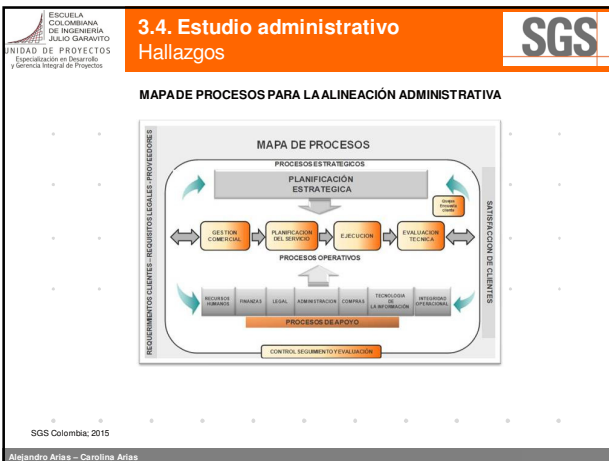 ESCUELA
COLOMBIANA
DE INGENIERÍA
JULIO GARAVITO
UNIDAD DE PROYECTOS
Especialización en Desarrollo
y Gerencia Integral de Proyectos
3.4. Estudio administrativo
Hallazgos
SGS
MAPA DE PROCESOS PARA LA ALINEACIÓN ADMINISTRATIVA
MAPA DE PROCESOS
PROCESOS ESTRATEGICOS
PLANIFICACIÓN
ESTRATEGICA
REQUERIMIENTOS CLIENTES – REQUISITOS LEGALES - PROVEEDORES
cliente
GESTION
COMERCIAL
PLANIFICACION
DEL SERVICIO
EJECUCION
EVALUACION
TECNICA
SATISFACCION DE CLIENTES
PROCESOS OPERATIVOS
RECURSOS
HUMANOS
FINANZAS
LEGAL
ADMINISTRACION
COMPRAS
TECNOLOGIA
DE
LA INFORMACIÓN
INTEGRIDAD
OPERACIONAL
PROCESOS DE APOYO
CONTROL SEGUIMIENTO Y EVALUACIÓN
SGS Colombia; 2015
Alejandro Arias – Carolina Arias